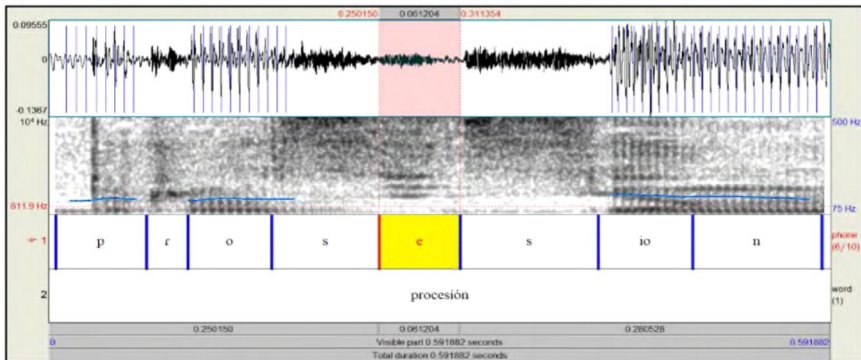 0.250150 0.061204 0.311354
0.09555
0
-0.1367
10⁴ Hz 500 Hz
611.9 Hz 75 Hz
1 p r o s e s io n phone (6/10)
2 procesión word (1)
0.250150 0.061204 0.280528
0 Visible part 0.591882 seconds 0.591882
Total duration 0.591882 seconds